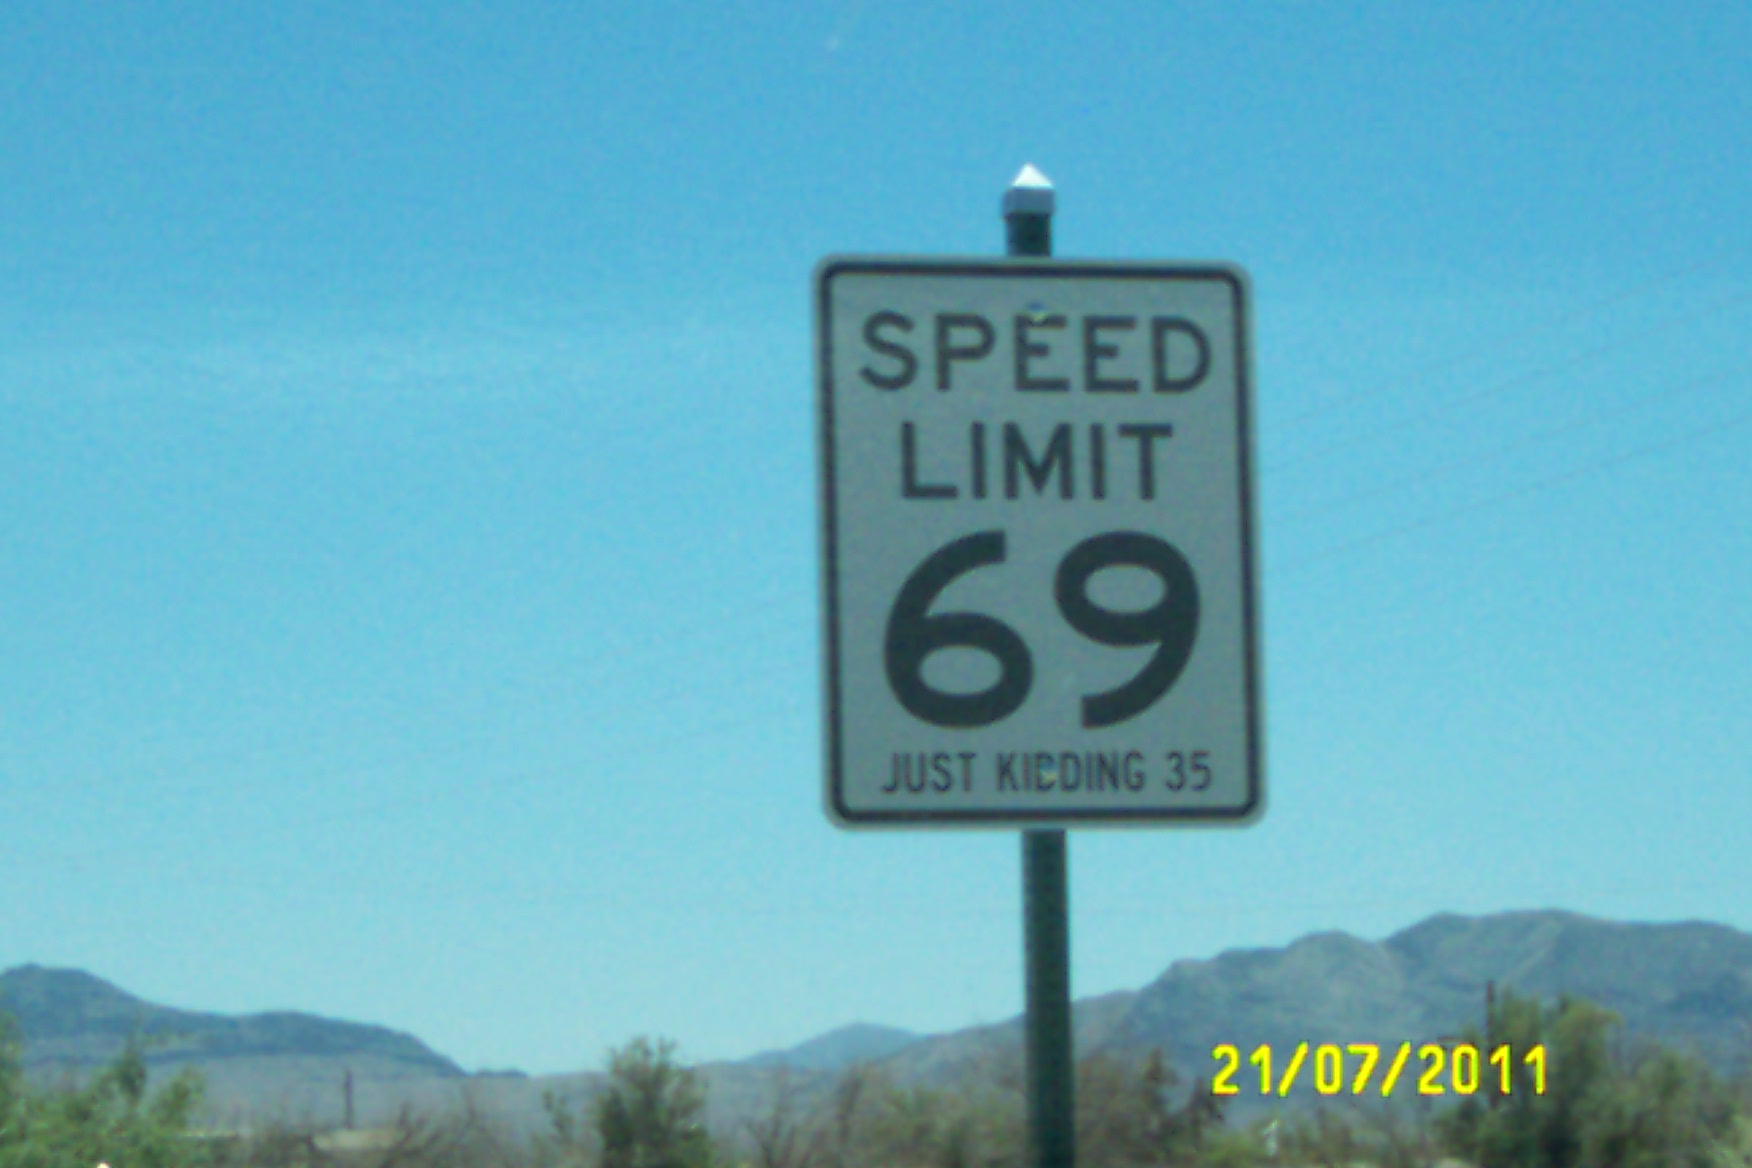 SPEED
LIMIT
69
JUST KIDDING 35
21/07/2011